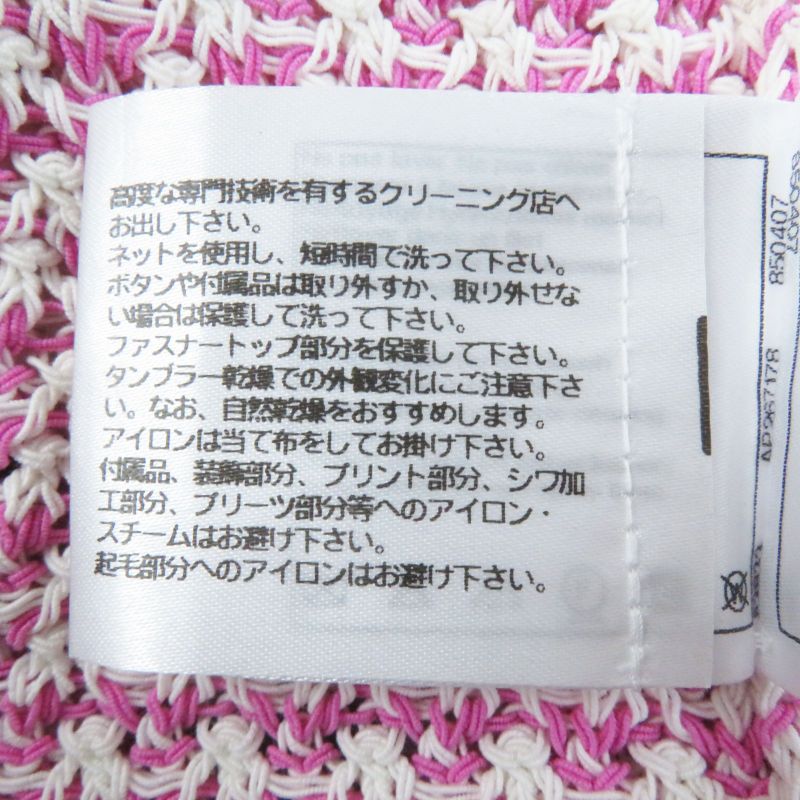 高度な専門技術を有するクリーニング店へ
お出し下さい。
ネットを使用し、短時間で洗って下さい。
ボタンや付属品は取り外すか、取り外せな
い場合は保護して洗って下さい。
ファスナートップ部分を保護して下さい。
タンブラー乾燥での外観変化にご注意下さ
い。なお、自然乾燥をおすすめします。
アイロンは当て布をしてお掛け下さい。
付属品、装飾部分、プリント部分、シワ加
工部分、プリーツ部分等へのアイロン・
スチームはお避け下さい。
起毛部分へのアイロンはお避け下さい。
850407
850407